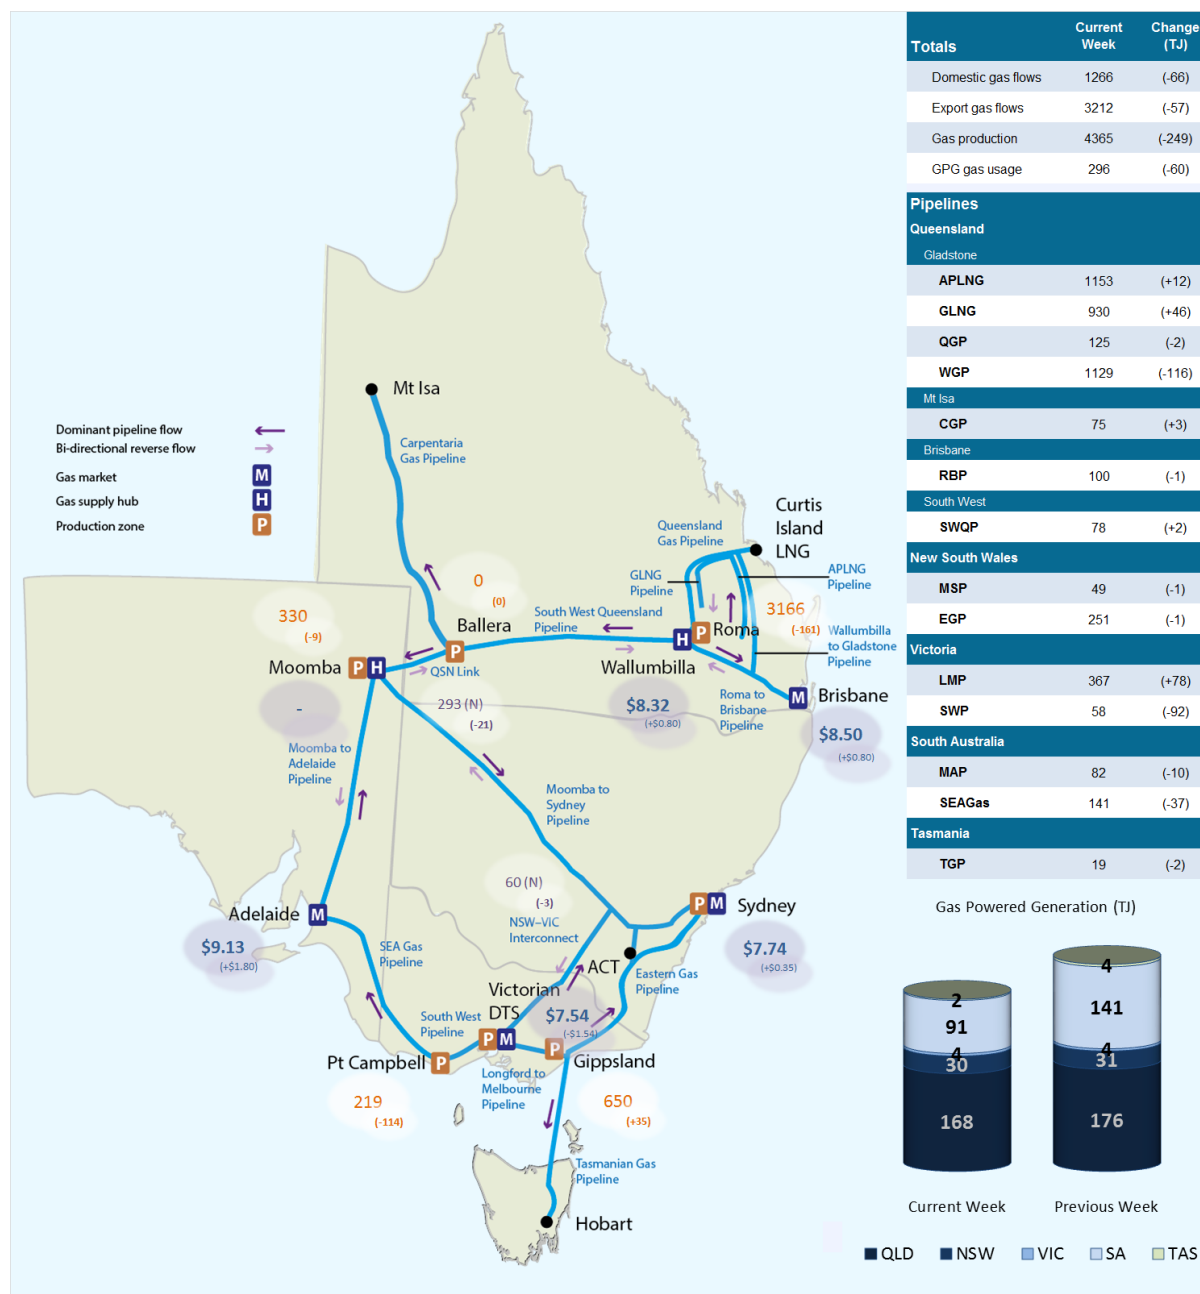 Totals Current Week Change (TJ)
Domestic gas flows 1266 (-66)
Export gas flows 3212 (-57)
Gas production 4365 (-249)
GPG gas usage 296 (-60)
Pipelines
Queensland
Gladstone
APLNG 1153 (+12)
GLNG 930 (+46)
QGP 125 (-2)
WGP 1129 (-116)
Mt Isa
CGP 75 (+3)
Brisbane
RBP 100 (-1)
South West
SWQP 78 (+2)
New South Wales
MSP 49 (-1)
EGP 251 (-1)
Victoria
LMP 367 (+78)
SWP 58 (-92)
South Australia
MAP 82 (-10)
SEAGas 141 (-37)
Tasmania
TGP 19 (-2)
Gas Powered Generation (TJ)
2
91
4
30
168
4
141
4
31
176
Current Week
Previous Week
QLD NSW VIC SA TAS
Dominant pipeline flow
Bi-directional reverse flow
Gas market M
Gas supply hub H
Production zone P
Mt Isa
Carpentaria
Gas Pipeline
Curtis
Island
LNG
Queensland
Gas Pipeline
GLNG
Pipeline
APLNG
Pipeline
0
(0)
330
(-9)
3166
(-161)
South West Queensland
Pipeline
Ballera
P
H P Roma
Wallumbilla
to Gladstone
Pipeline
Moomba P H
QSN Link
Wallumbilla
$8.32
(+$0.80)
Roma to
Brisbane
Pipeline
M Brisbane
$8.50
(+$0.80)
-
293 (N)
(-21)
Moomba to
Adelaide
Pipeline
Moomba to
Sydney
Pipeline
60 (N)
(-3)
NSW–VIC
Interconnect
P M Sydney
$7.74
(+$0.35)
Adelaide M
$9.13
(+$1.80)
SEA Gas
Pipeline
ACT
Eastern Gas
Pipeline
Victorian
DTS
$7.54
(-$1.54)
South West
Pipeline
P M
P
Gippsland
Pt Campbell P
219
(-114)
Longford to
Melbourne
Pipeline
650
(+35)
Tasmanian Gas
Pipeline
Hobart